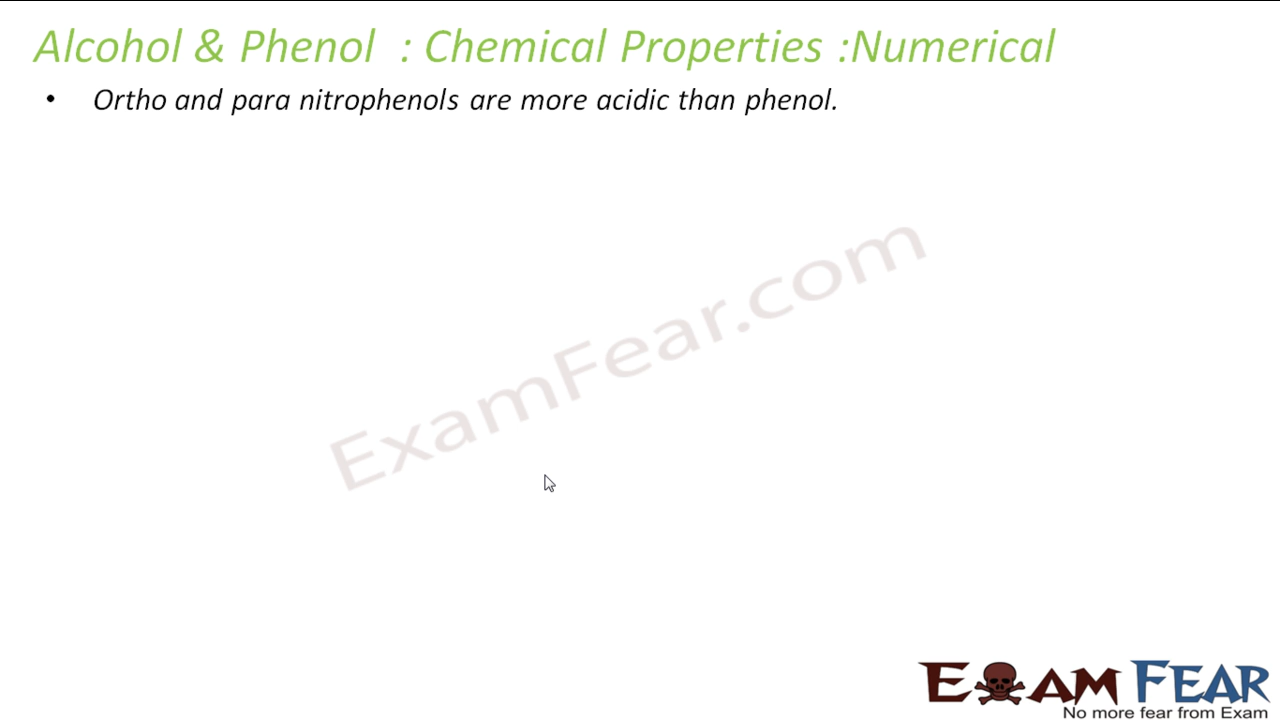 Alcohol & Phenol : Chemical Properties :Numerical
• Ortho and para nitrophenols are more acidic than phenol.
ExamFear.com
EXAM FEAR
No more fear from Exam